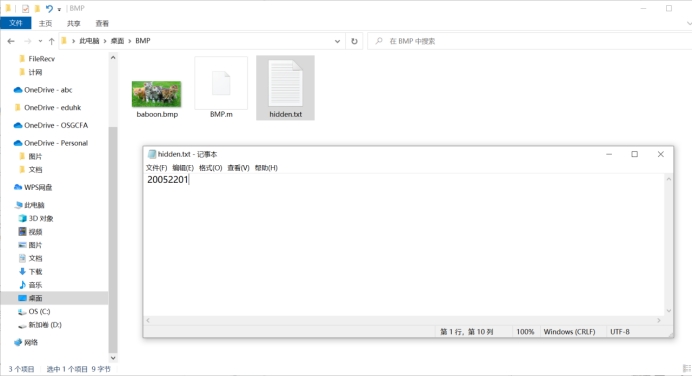 BMP
文件
主页
共享
查看
此电脑
桌面
BMP
在 BMP 中搜索
FileRecv
计网
OneDrive - abc
OneDrive - eduhk
OneDrive - OSGCFA
OneDrive - Personal
图片
文档
WPS网盘
此电脑
3D 对象
视频
图片
文档
下载
音乐
桌面
OS (C:)
新加卷 (D:)
网络
baboon.bmp
BMP.m
hidden.txt
hidden.txt - 记事本
文件(F) 编辑(E) 格式(O) 查看(V) 帮助(H)
20052201
第 1 行，第 10 列
100%
Windows (CRLF)
UTF-8
3 个项目
选中 1 个项目 9 字节